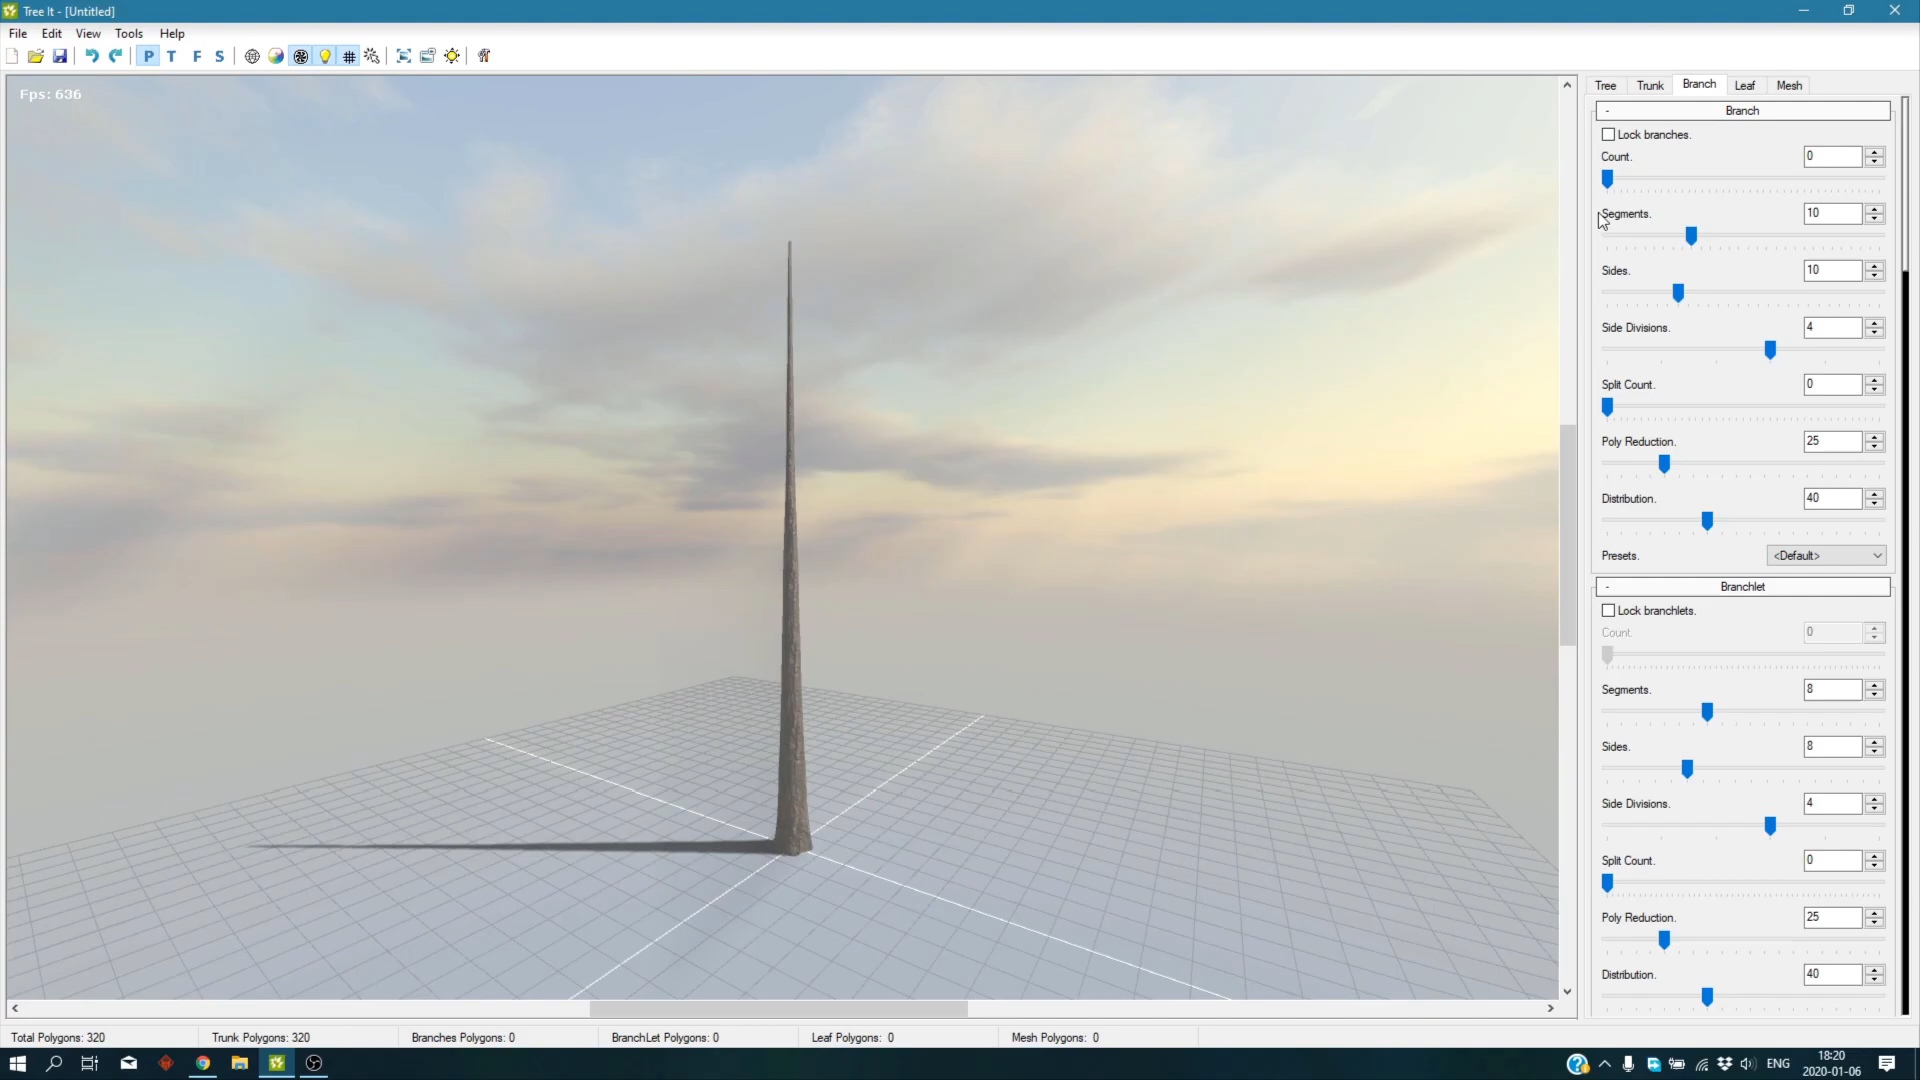 Tree It - [Untitled]
File Edit View Tools Help
P T F S
Fps: 636
Tree Trunk Branch Leaf Mesh
- Branch
Lock branches.
Count. 0
Segments. 10
Sides. 10
Side Divisions. 4
Split Count. 0
Poly Reduction. 25
Distribution. 40
Presets. <Default>
- Branchlet
Lock branchlets.
Count. 0
Segments. 8
Sides. 8
Side Divisions. 4
Split Count. 0
Poly Reduction. 25
Distribution. 40
Total Polygons: 320 Trunk Polygons: 320 Branches Polygons: 0 BranchLet Polygons: 0 Leaf Polygons: 0 Mesh Polygons: 0
ENG 18:20
2020-01-06